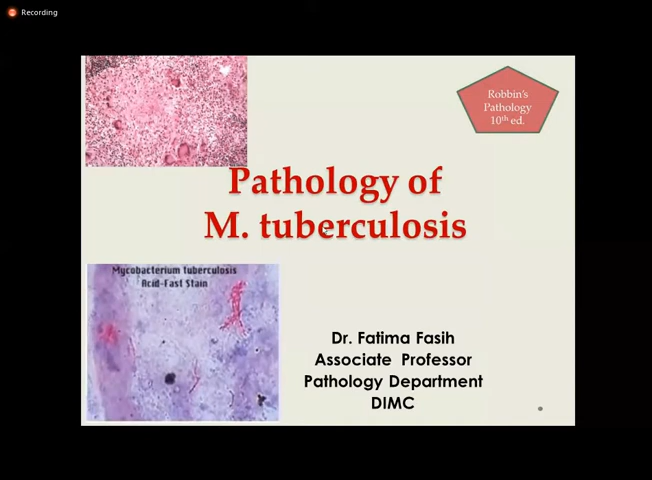 Recording
Robbin's
Pathology
10th ed.
Pathology of
M. tuberculosis
Mycobacterium tuberculosis
Acid-Fast Stain
Dr. Fatima Fasih
Associate Professor
Pathology Department
DIMC